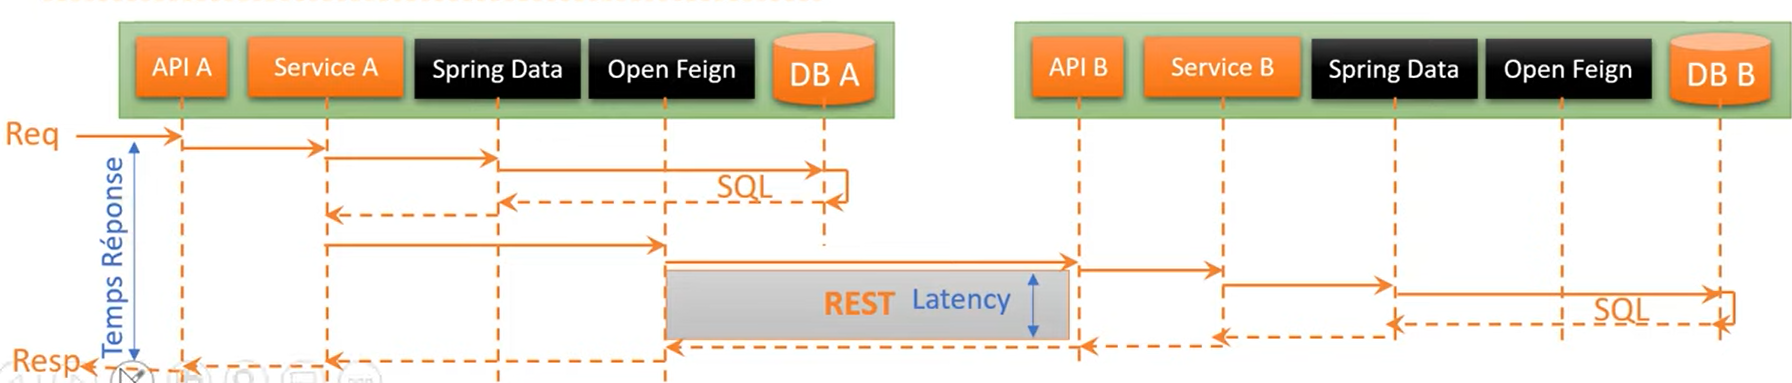 API A
Service A
Spring Data
Open Feign
DB A
API B
Service B
Spring Data
Open Feign
DB B
Req
SQL
Temps Réponse
REST Latency
SQL
Resp